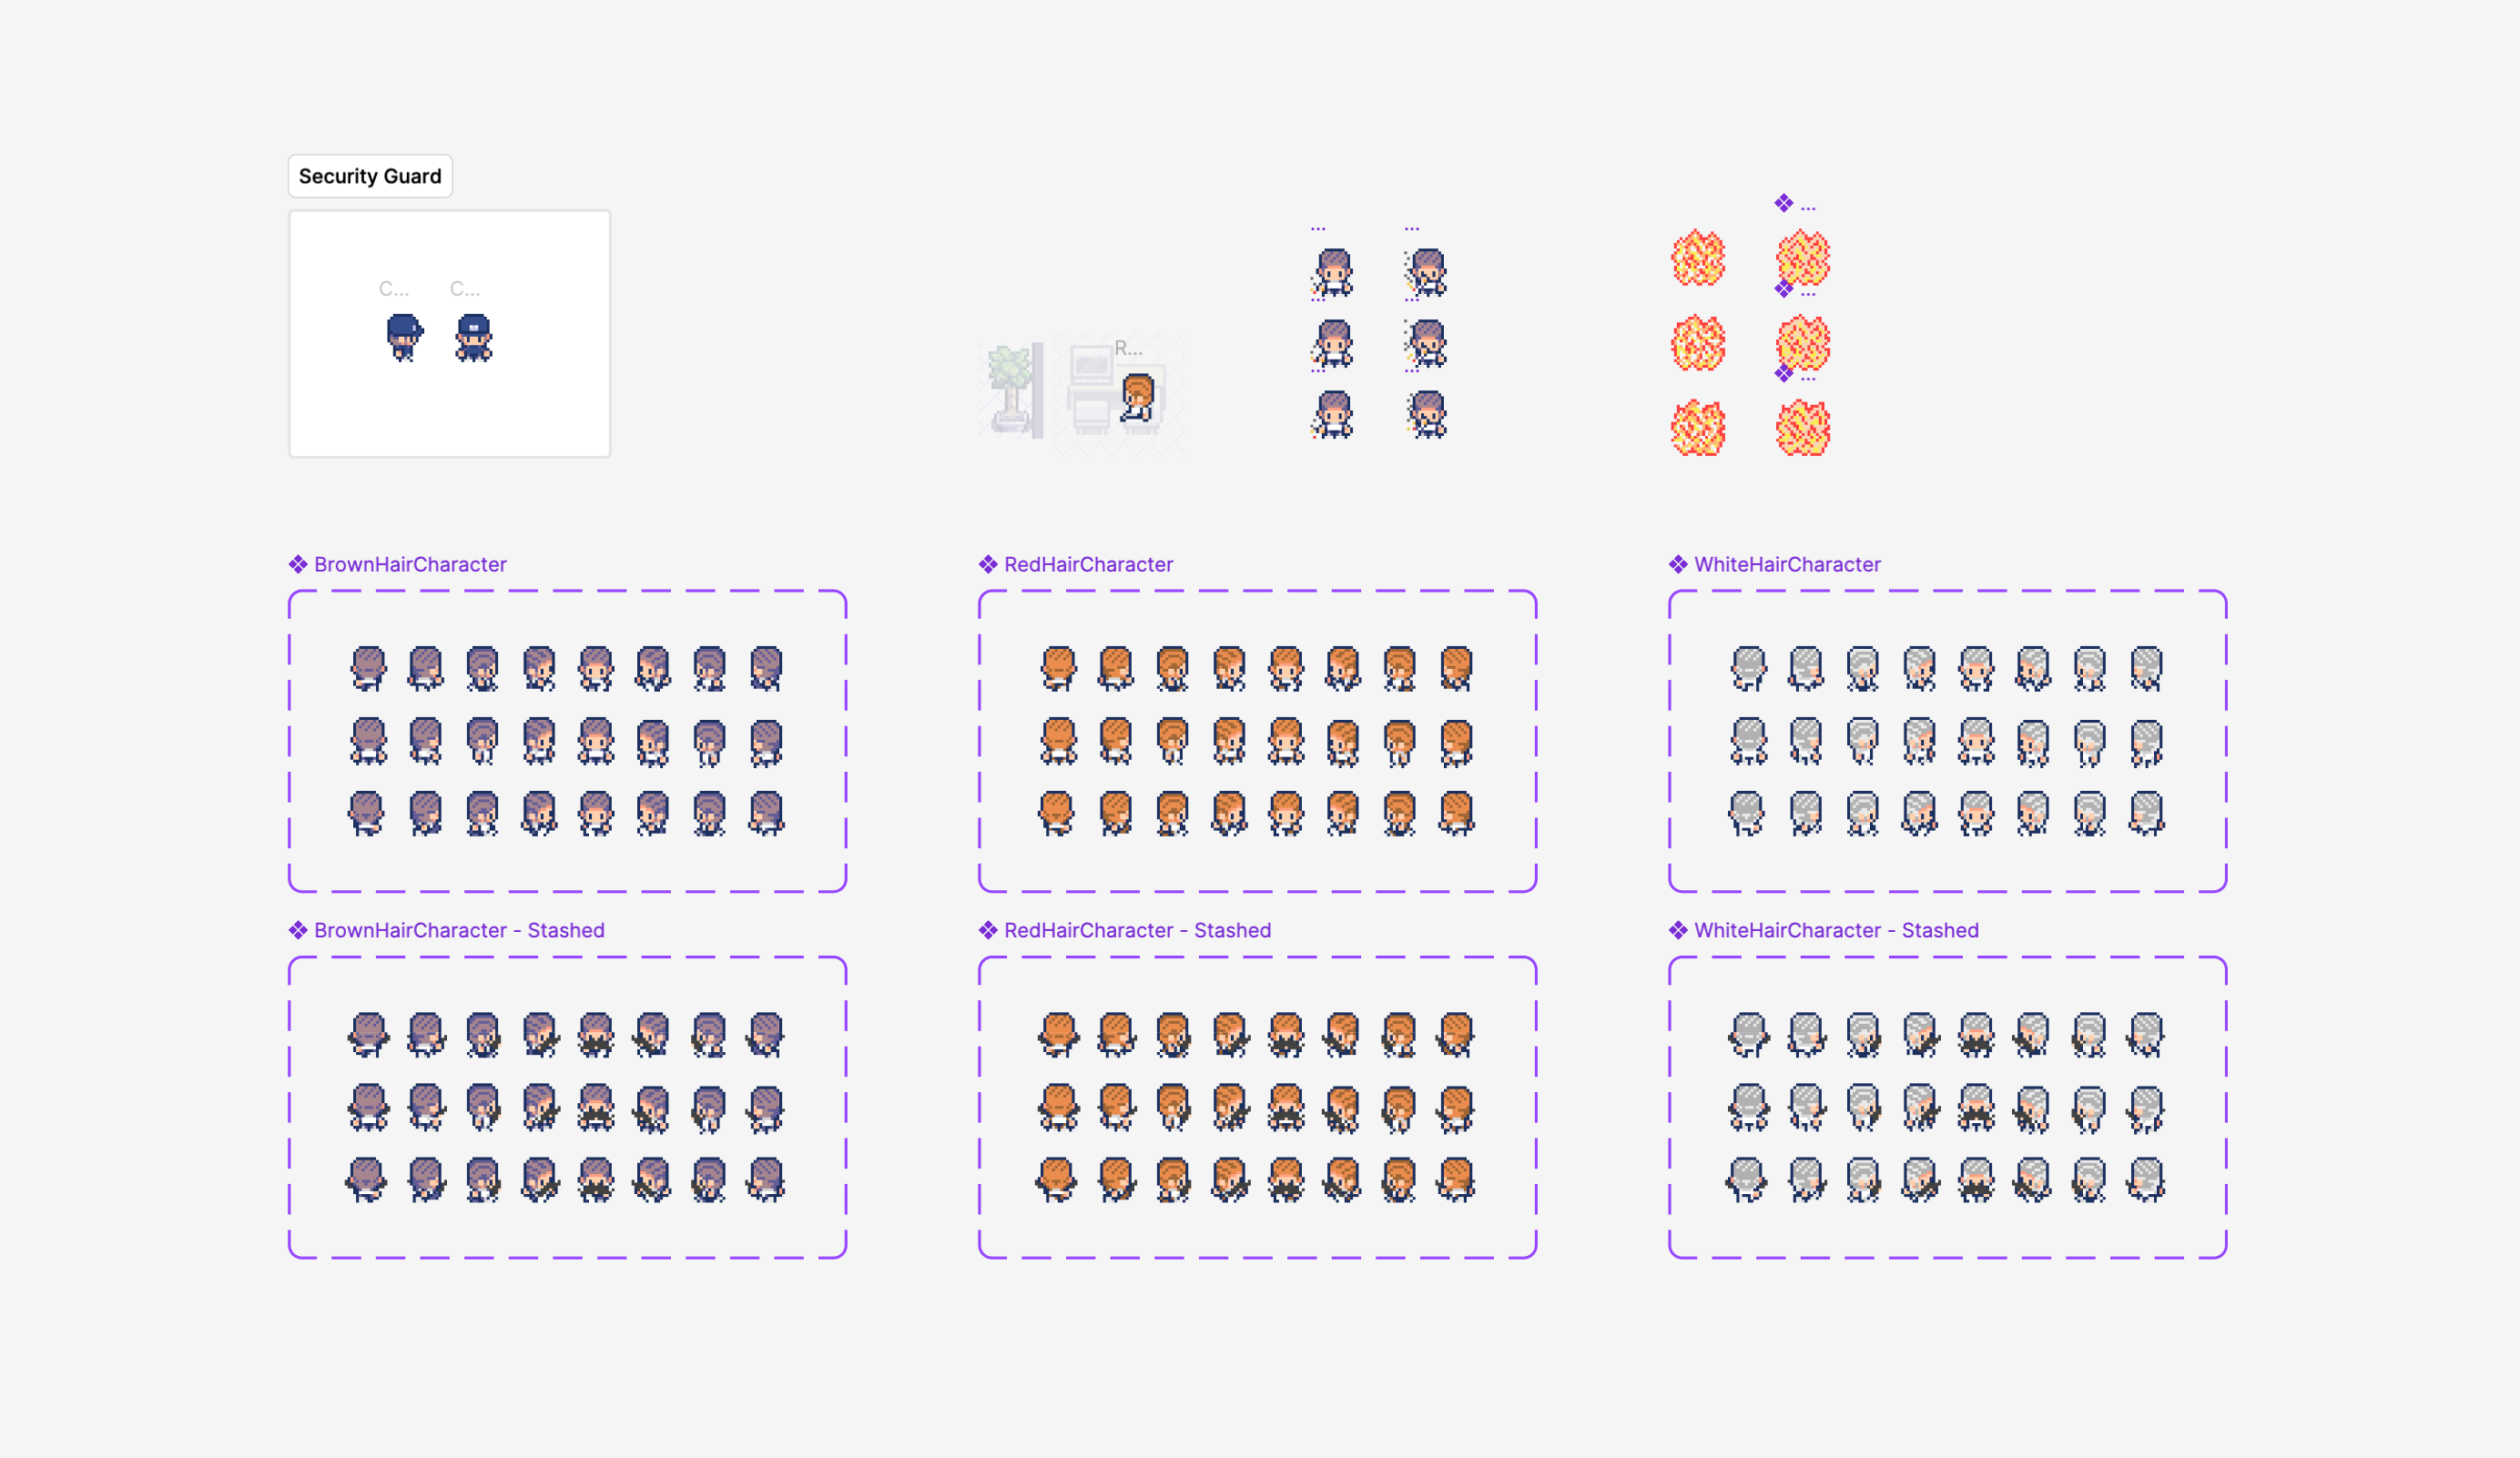 Security Guard
C...
C...
R...
...
...
...
...
...
...
...
...
...
BrownHairCharacter
RedHairCharacter
WhiteHairCharacter
BrownHairCharacter - Stashed
RedHairCharacter - Stashed
WhiteHairCharacter - Stashed